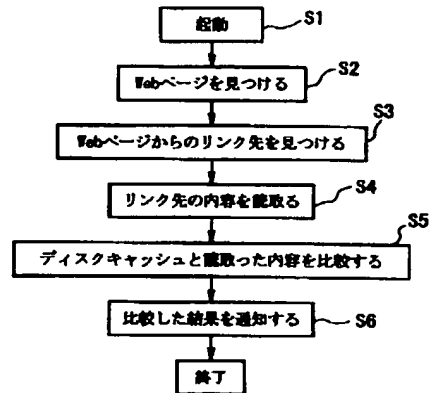 起動
S1
Webページを見つける
S2
Webページからのリンク先を見つける
S3
リンク先の内容を読取る
S4
ディスクキャッシュと読取った内容を比較する
S5
比較した結果を通知する
S6
終了